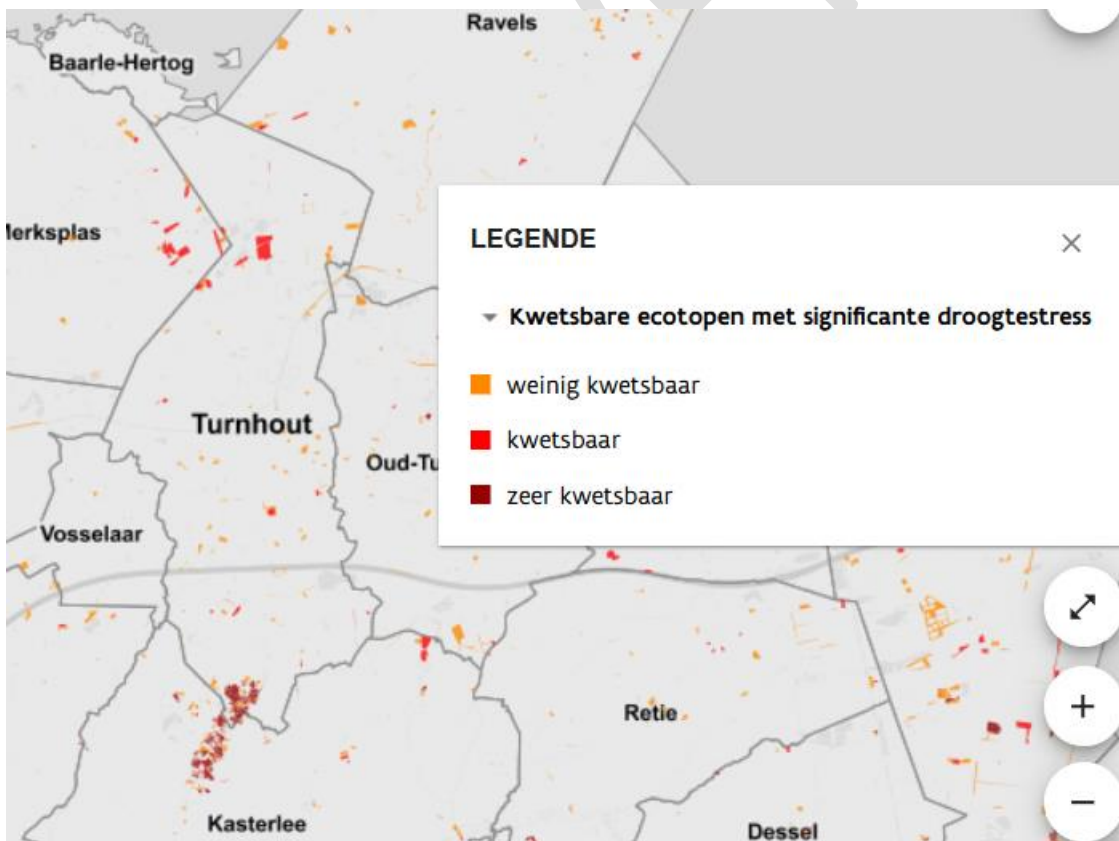 Ravels
Baarle-Hertog
Merksplas
LEGENDE
Kwetsbare ecotopen met significante droogtestress
weinig kwetsbaar
kwetsbaar
zeer kwetsbaar
Turnhout
Oud-Tu
Vosselaar
Retie
Kasterlee
Dessel